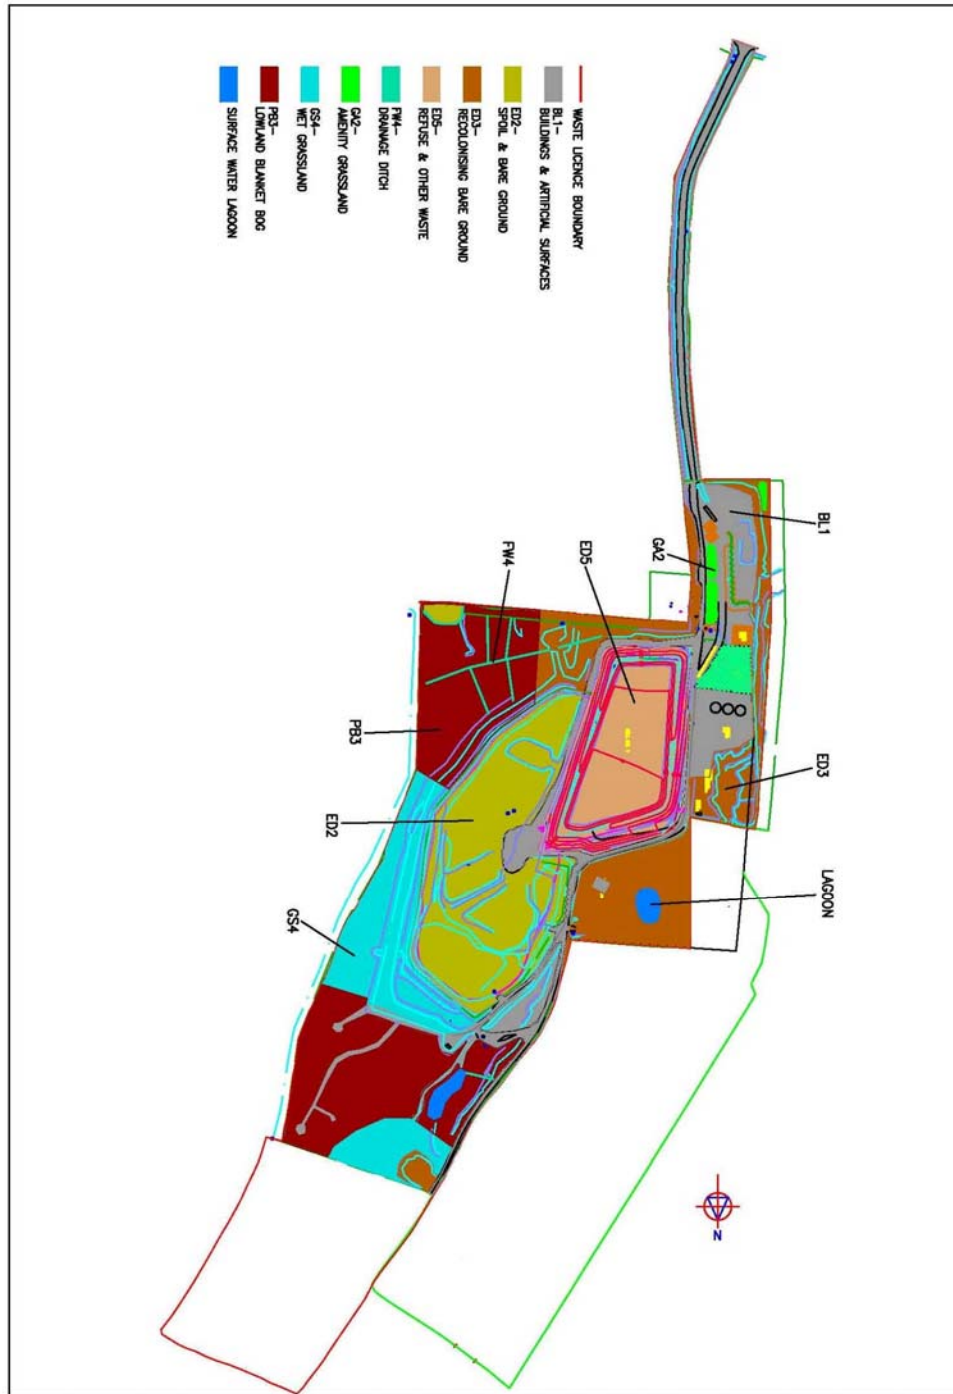 WASTE LICENCE BOUNDARY
BL1-
BUILDINGS & ARTIFICIAL SURFACES
ED2-
SPOIL & BARE GROUND
ED3-
RECOLONISING BARE GROUND
ED5-
REFUSE & OTHER WASTE
FW4-
DRAINAGE DITCH
GA2-
AMENITY GRASSLAND
GS4-
WET GRASSLAND
PB3-
LOWLAND BLANKET BOG
SURFACE WATER LAGOON
BL1
GA2
ED5
FW4
PB3
ED3
ED2
LAGOON
GS4
N